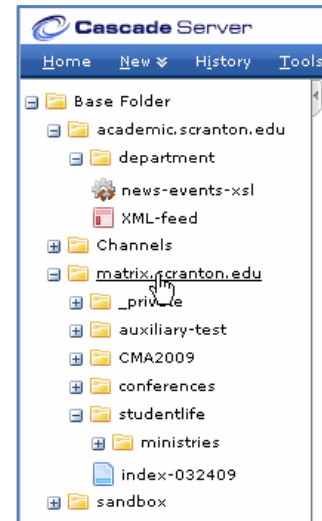 Cascade Server
Home New History Tools
Base Folder
academic.scranton.edu
department
news-events-xsl
XML-feed
Channels
matrix.scranton.edu
_private
auxiliary-test
CMA2009
conferences
studentlife
ministries
index-032409
sandbox